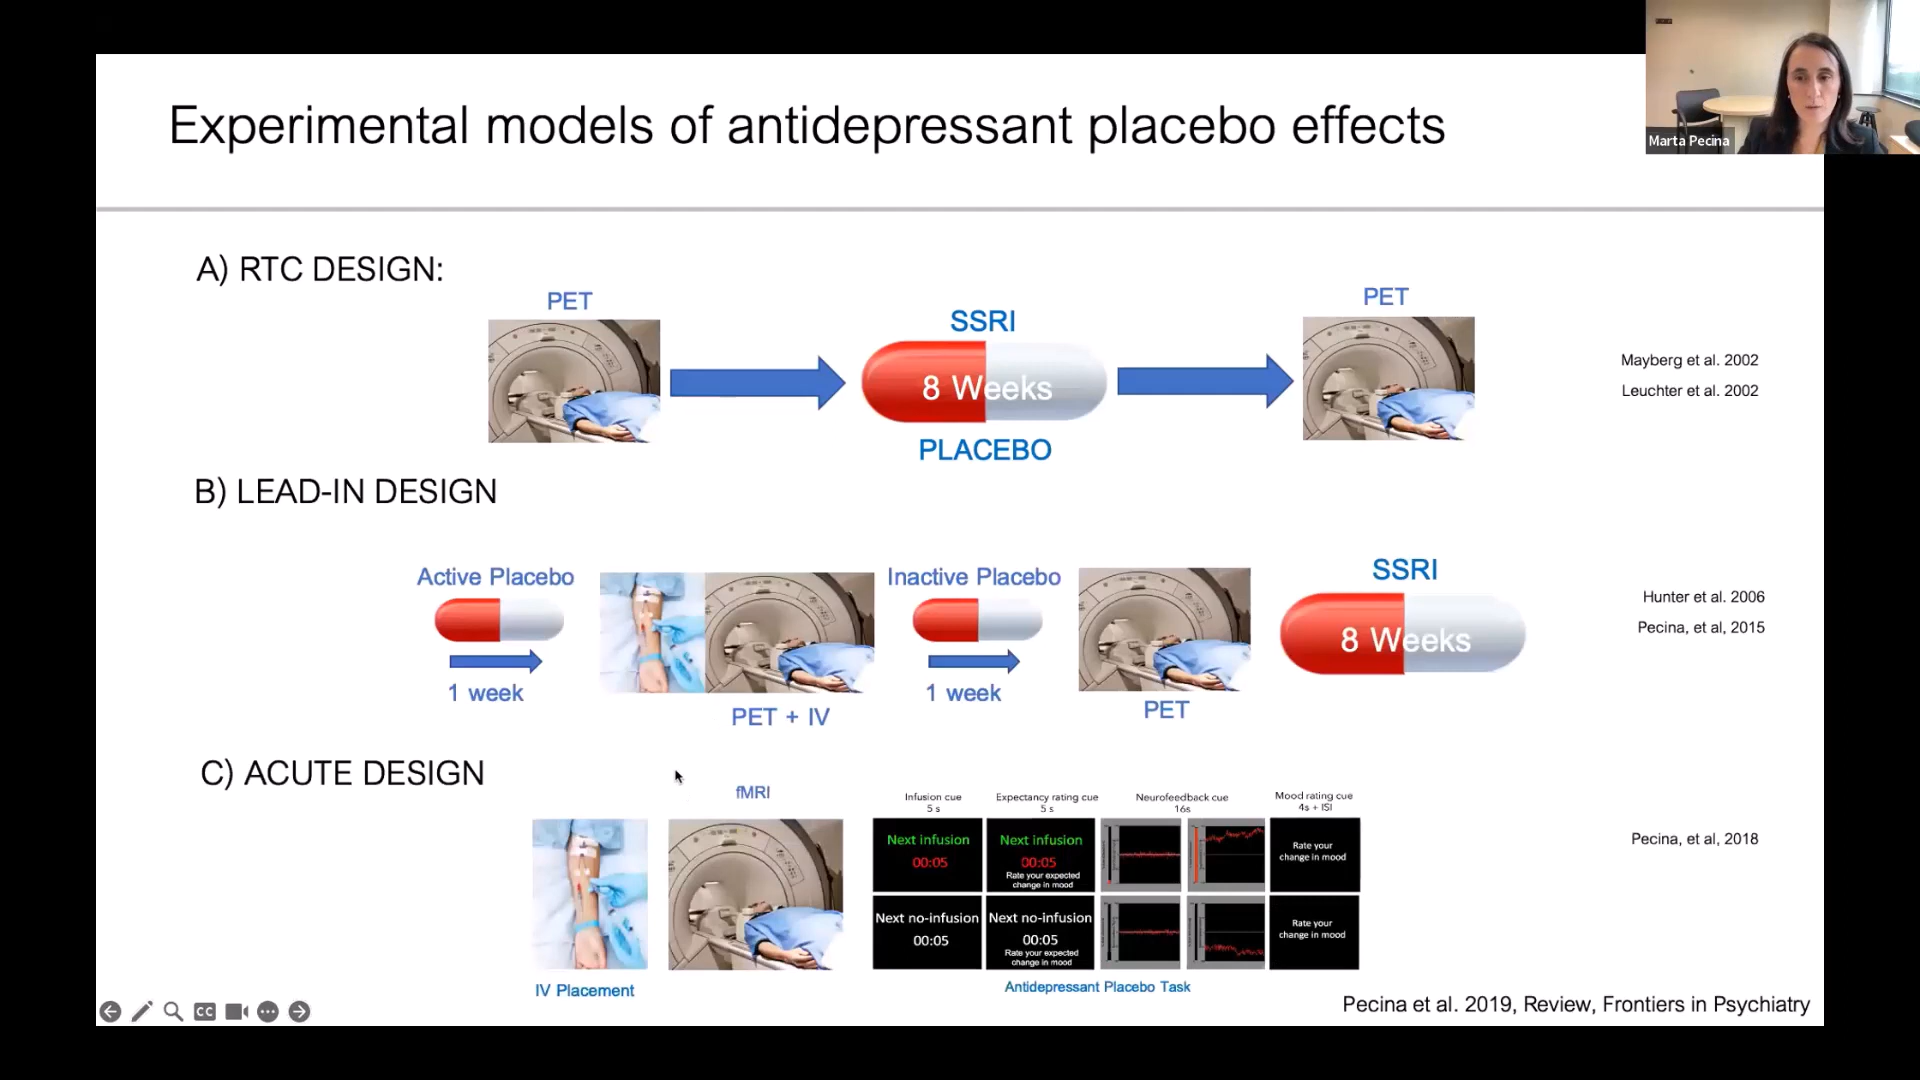 Experimental models of antidepressant placebo effects
Marta Pecina
A) RTC DESIGN:
PET
SSRI
8 Weeks
PLACEBO
PET
Mayberg et al. 2002
Leuchter et al. 2002
B) LEAD-IN DESIGN
Active Placebo
1 week
PET + IV
Inactive Placebo
1 week
PET
SSRI
8 Weeks
Hunter et al. 2006
Pecina, et al, 2015
C) ACUTE DESIGN
IV Placement
fMRI
Infusion cue
5 s
Expectancy rating cue
5 s
Neurofeedback cue
16s
Mood rating cue
4s + ISI
Next infusion
00:05
Next infusion
00:05
Rate your expected
change in mood
Rate your
change in mood
Next no-infusion
00:05
Next no-infusion
00:05
Rate your expected
change in mood
Rate your
change in mood
Antidepressant Placebo Task
Pecina, et al, 2018
CC
Pecina et al. 2019, Review, Frontiers in Psychiatry